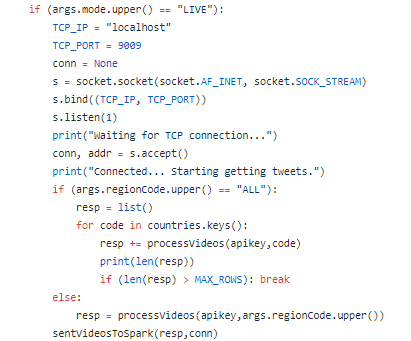 if (args.mode.upper() == "LIVE"):
TCP_IP = "localhost"
TCP_PORT = 9009
conn = None
s = socket.socket(socket.AF_INET, socket.SOCK_STREAM)
s.bind((TCP_IP, TCP_PORT))
s.listen(1)
print("Waiting for TCP connection...")
conn, addr = s.accept()
print("Connected... Starting getting tweets.")
if (args.regionCode.upper() == "ALL"):
resp = list()
for code in countries.keys():
resp += processVideos(apikey,code)
print(len(resp))
if (len(resp) > MAX_ROWS): break
else:
resp = processVideos(apikey,args.regionCode.upper())
sentVideosToSpark(resp,conn)